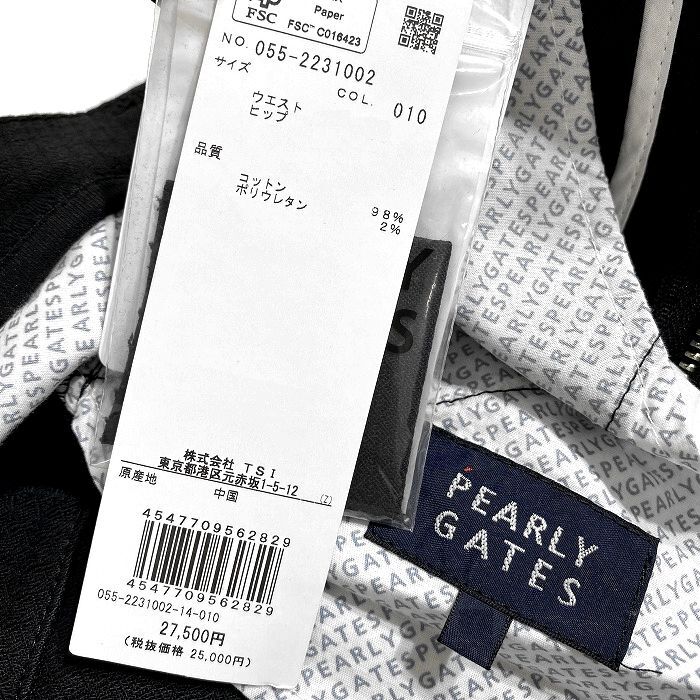 Paper
FSC
FSC™ C016423
NO. 055-2231002
サイズ
COL. 010
ウエスト
ヒップ
品質
コットン 98%
ポリウレタン 2%
株式会社 TSI
東京都港区元赤坂1-5-12
(Z)
原産地 中国
4547709562829
4547709562829
055-2231002-14-010
27,500円
(税抜価格 25,000円)
PEARLY
GATES